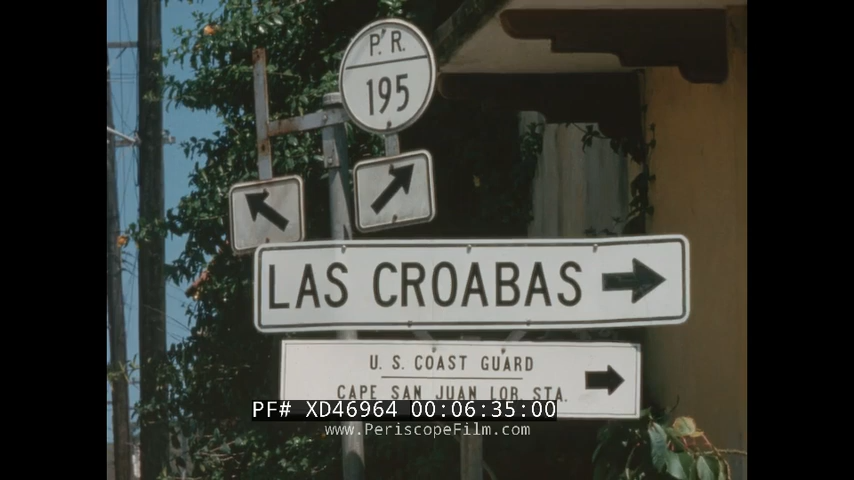 P. R.
195
LAS CROABAS
U. S. COAST GUARD
CAPE SAN JUAN LOR. STA.
PF# XD46964 00:06:35:00
www.PeriscopeFilm.com